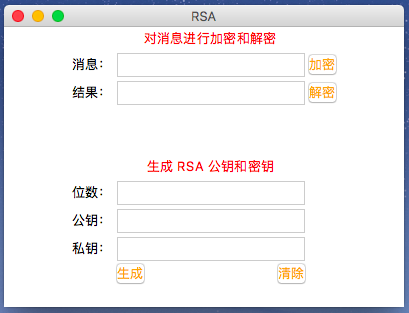 RSA
对消息进行加密和解密
消息： 加密
结果： 解密
生成 RSA 公钥和密钥
位数：
公钥：
私钥：
生成 清除